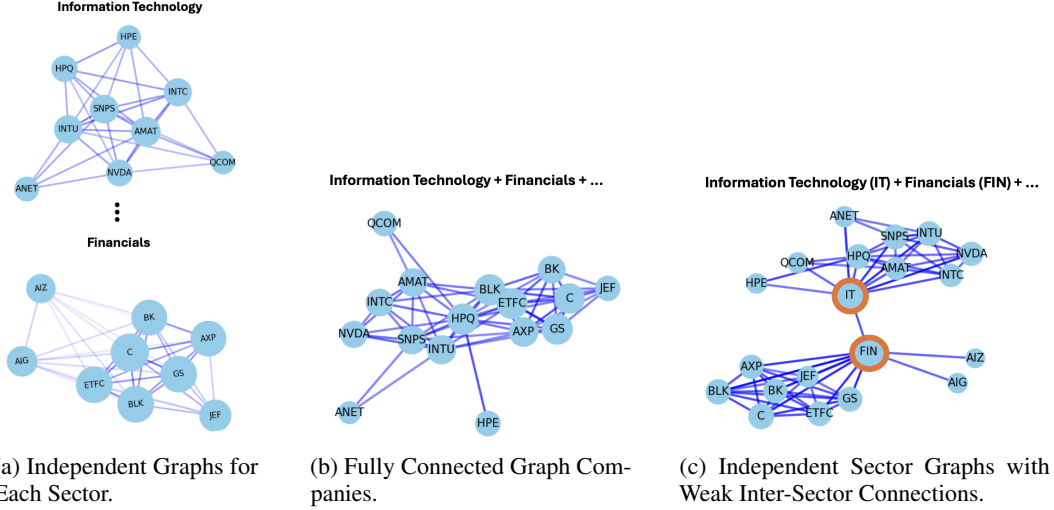 Information Technology
HPE
HPQ
INTC
SNPS
INTU
AMAT
QCOM
NVDA
ANET
Financials
AIZ
BK
AXP
C
AIG
GS
ETFC
BLK
JEF
(a) Independent Graphs for
Each Sector.
Information Technology + Financials + ...
QCOM
BK
AMAT
BLK
JEF
INTC
ETFC
C
HPQ
NVDA
AXP
GS
SNPS
INTU
ANET
HPE
(b) Fully Connected Graph Com-
panies.
Information Technology (IT) + Financials (FIN) + ...
ANET
SNPS
INTU
HPQ
NVDA
QCOM
AMAT
INTC
HPE
IT
FIN
AIZ
AXP
JEF
AIG
BLK
BK
GS
C
ETFC
(c) Independent Sector Graphs with
Weak Inter-Sector Connections.